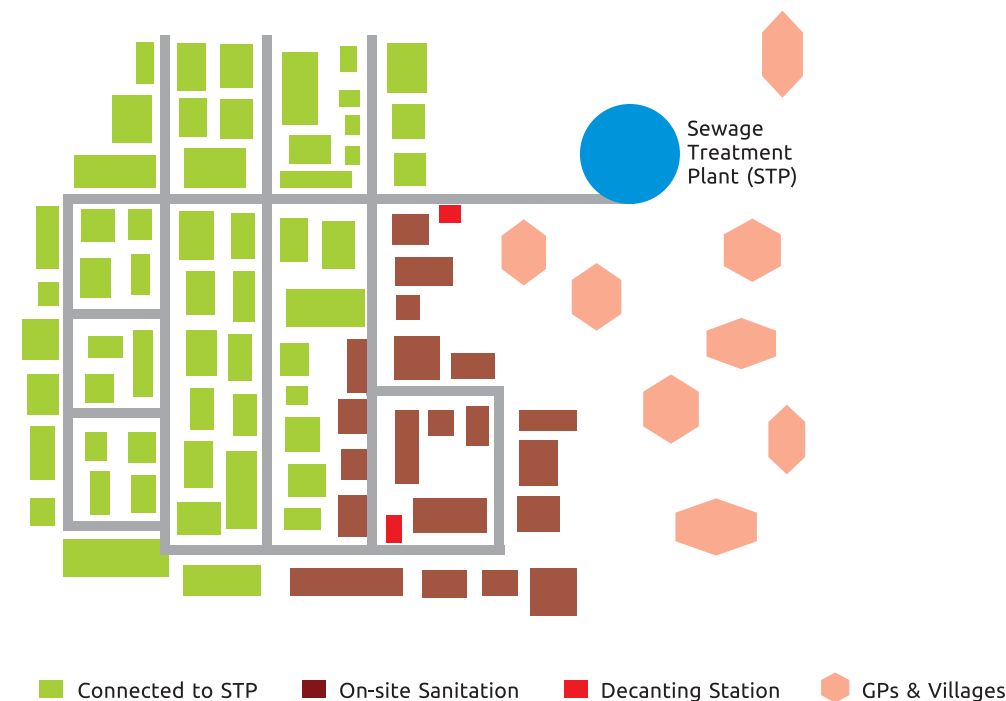 Sewage
Treatment
Plant (STP)
Connected to STP
On-site Sanitation
Decanting Station
GPs & Villages